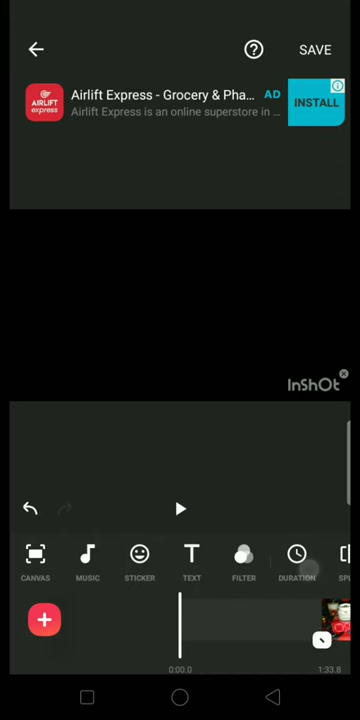 SAVE
Airlift Express - Grocery & Pha... AD
Airlift Express is an online superstore in ...
INSTALL
AIRLIFT
express
InShOt
CANVAS MUSIC STICKER TEXT FILTER DURATION SPL
0:00.0 1:33.8